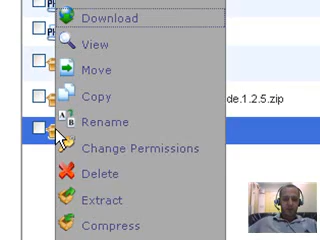 Download
View
Move
Copy
de.1.2.5.zip
Rename
Change Permissions
Delete
Extract
Compress